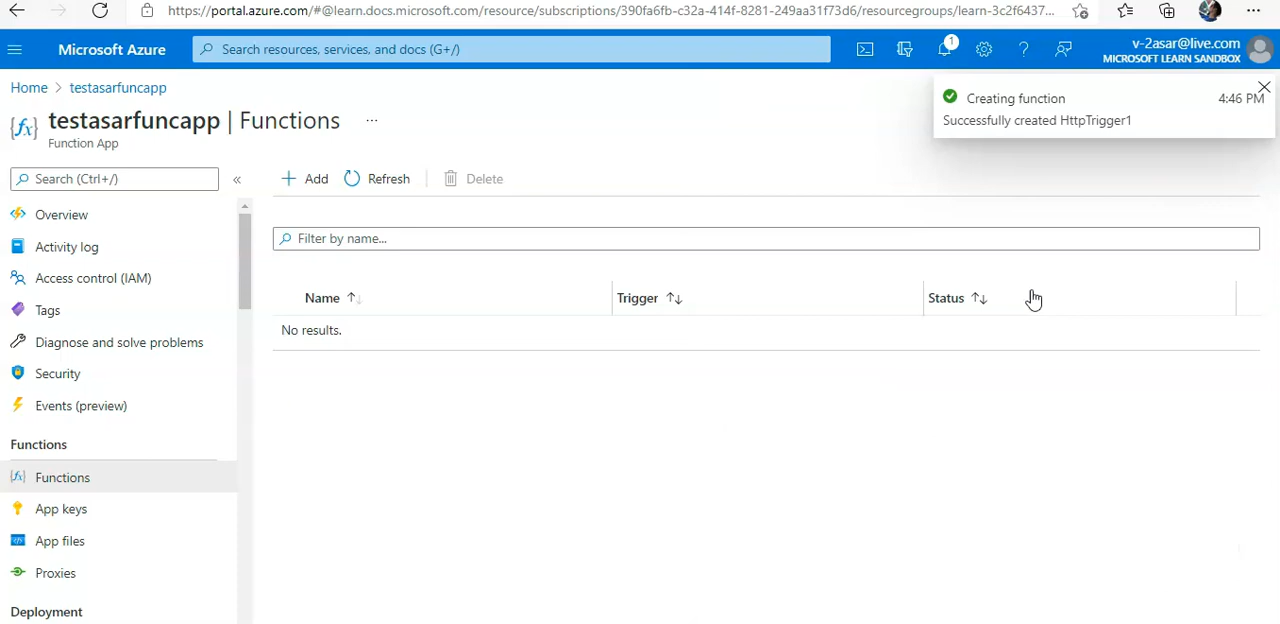 https://portal.azure.com/#@learn.docs.microsoft.com/resource/subscriptions/390fa6fb-c32a-414f-8281-249aa31f73d6/resourcegroups/learn-3c2f6437...
Microsoft Azure
Search resources, services, and docs (G+/)
1
v-2asar@live.com
MICROSOFT LEARN SANDBOX
Home > testasarfuncapp
Creating function 4:46 PM
Successfully created HttpTrigger1
testasarfuncapp | Functions ...
Function App
Search (Ctrl+/) «
+ Add Refresh Delete
Overview
Activity log
Access control (IAM)
Tags
Diagnose and solve problems
Security
Events (preview)
Functions
Functions
App keys
App files
Proxies
Deployment
Filter by name...
Name ↑↓ Trigger ↑↓ Status ↑↓
No results.